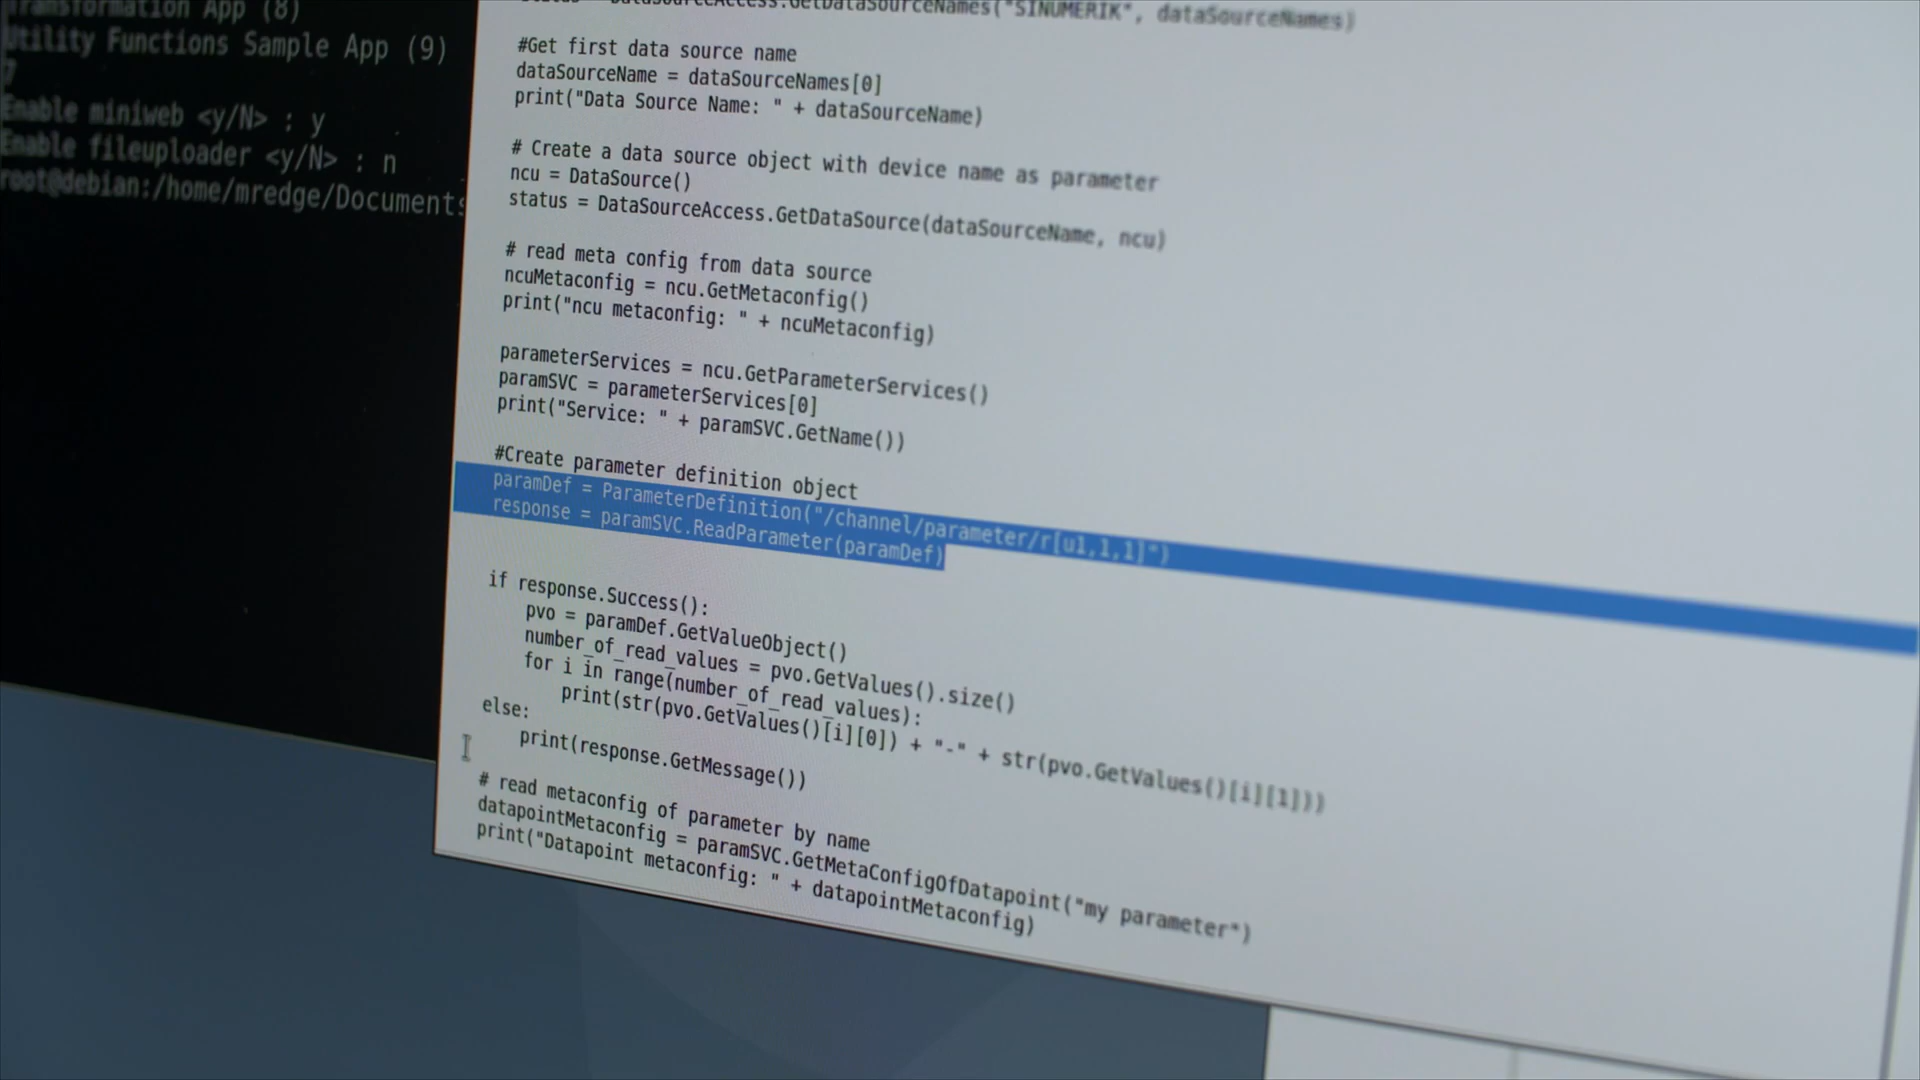 Transformation App (8)
Utility Functions Sample App (9)
7
Enable miniweb <y/N> : y
Enable fileuploader <y/N> : n
root@debian:/home/mredge/Documents
status = DataSourceAccess.GetDataSourceNames("SINUMERIK", dataSourceNames)
#Get first data source name
dataSourceName = dataSourceNames[0]
print("Data Source Name: " + dataSourceName)
# Create a data source object with device name as parameter
ncu = DataSource()
status = DataSourceAccess.GetDataSource(dataSourceName, ncu)
# read meta config from data source
ncuMetaconfig = ncu.GetMetaconfig()
print("ncu metaconfig: " + ncuMetaconfig)
parameterServices = ncu.GetParameterServices()
paramSVC = parameterServices[0]
print("Service: " + paramSVC.GetName())
#Create parameter definition object
paramDef = ParameterDefinition("/channel/parameter/r[u1,1,1]")
response = paramSVC.ReadParameter(paramDef)
if response.Success():
pvo = paramDef.GetValueObject()
number_of_read_values = pvo.GetValues().size()
for i in range(number_of_read_values):
print(str(pvo.GetValues()[i][0]) + "-" + str(pvo.GetValues()[i][1]))
else:
print(response.GetMessage())
# read metaconfig of parameter by name
datapointMetaconfig = paramSVC.GetMetaConfigOfDatapoint("my parameter")
print("Datapoint metaconfig: " + datapointMetaconfig)